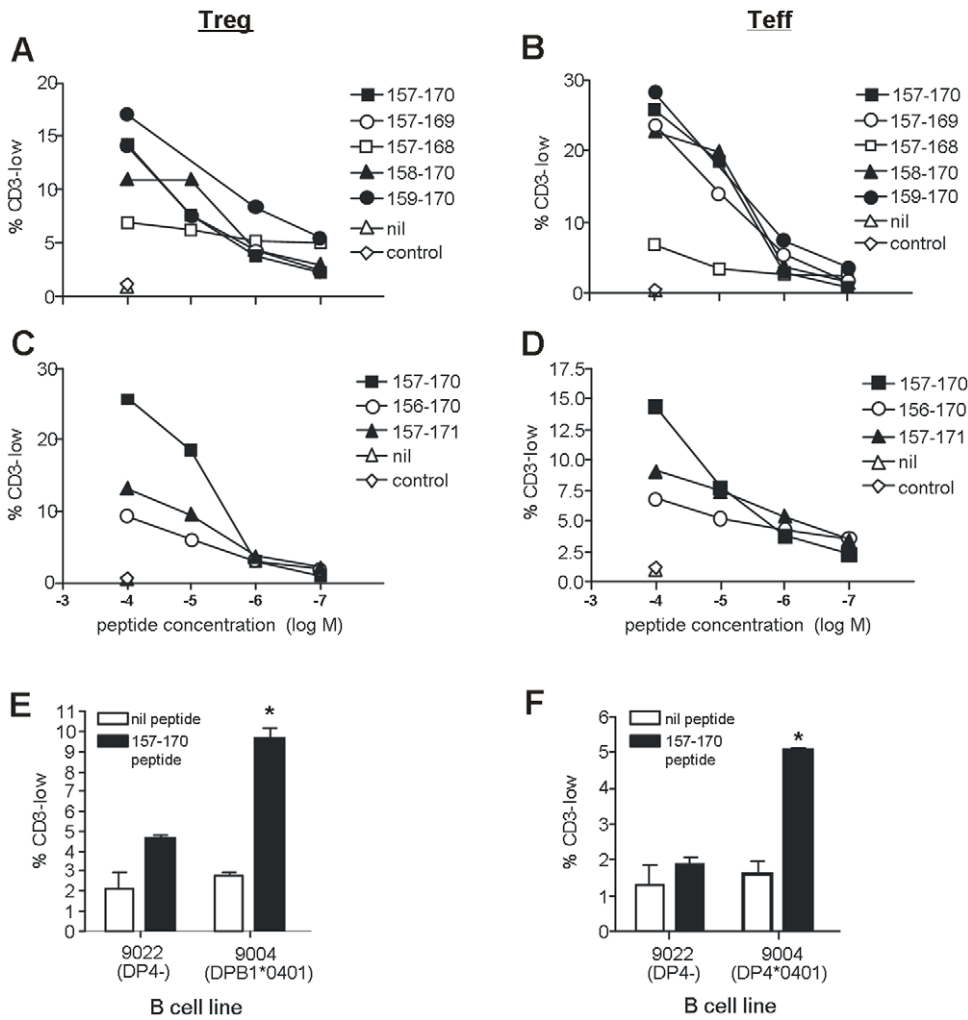 Treg
Teff
A
% CD3-low
20
15
10
5
0
157-170
157-169
157-168
158-170
159-170
nil
control
B
% CD3-low
30
20
10
0
157-170
157-169
157-168
158-170
159-170
nil
control
C
% CD3-low
30
20
10
0
-3 -4 -5 -6 -7
peptide concentration (log M)
157-170
156-170
157-171
nil
control
D
% CD3-low
17.5
15.0
12.5
10.0
7.5
5.0
2.5
0.0
-3 -4 -5 -6 -7
peptide concentration (log M)
157-170
156-170
157-171
nil
control
E
% CD3-low
11
10
9
8
7
6
5
4
3
2
1
0
nil peptide
157-170
peptide
*
9022 9004
(DP4-) (DPB1*0401)
B cell line
F
% CD3-low
6
5
4
3
2
1
0
nil peptide
157-170
peptide
*
9022 9004
(DP4-) (DP4*0401)
B cell line